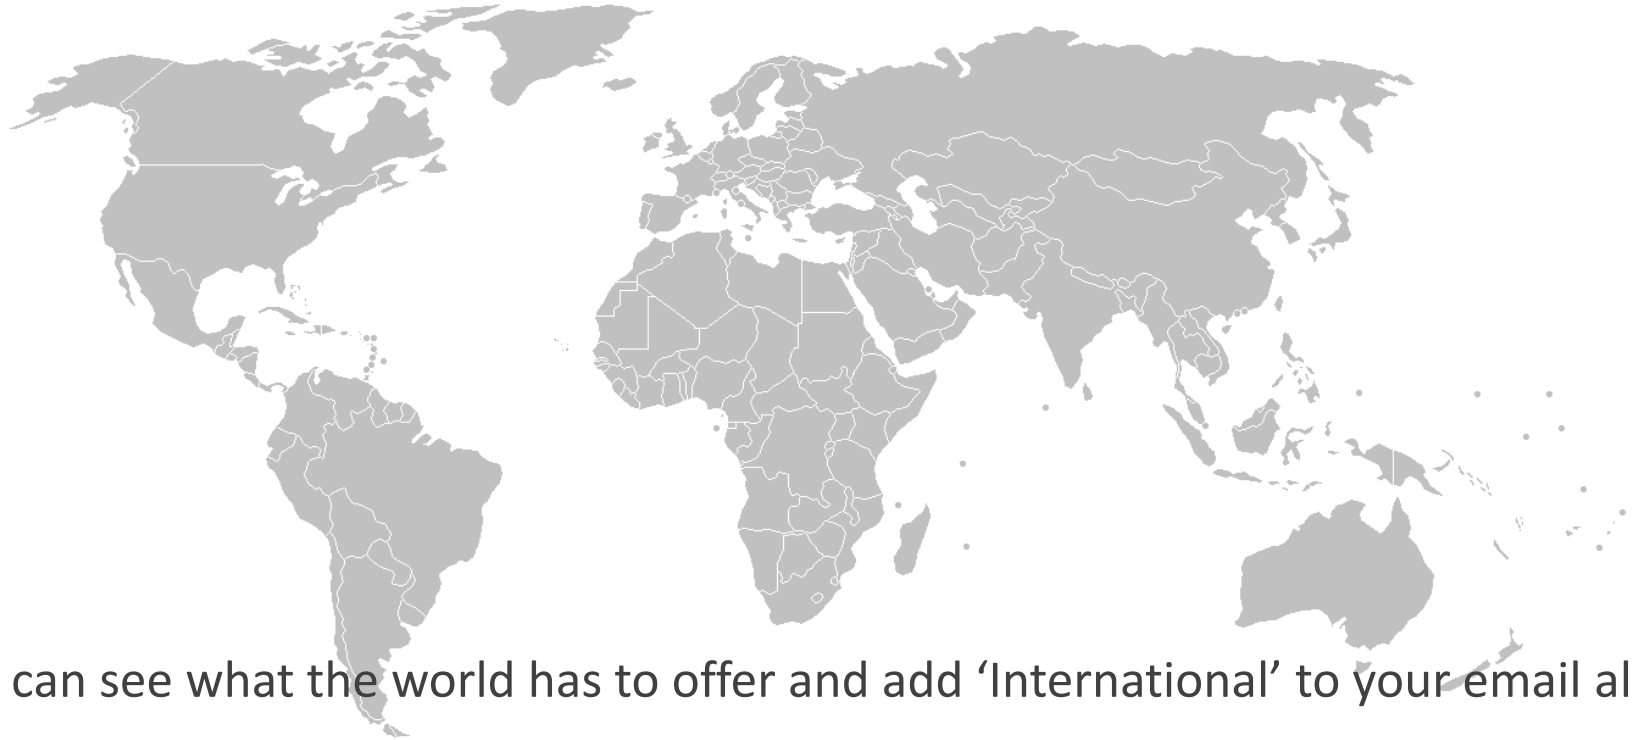 can see what the world has to offer and add ‘International’ to your email al